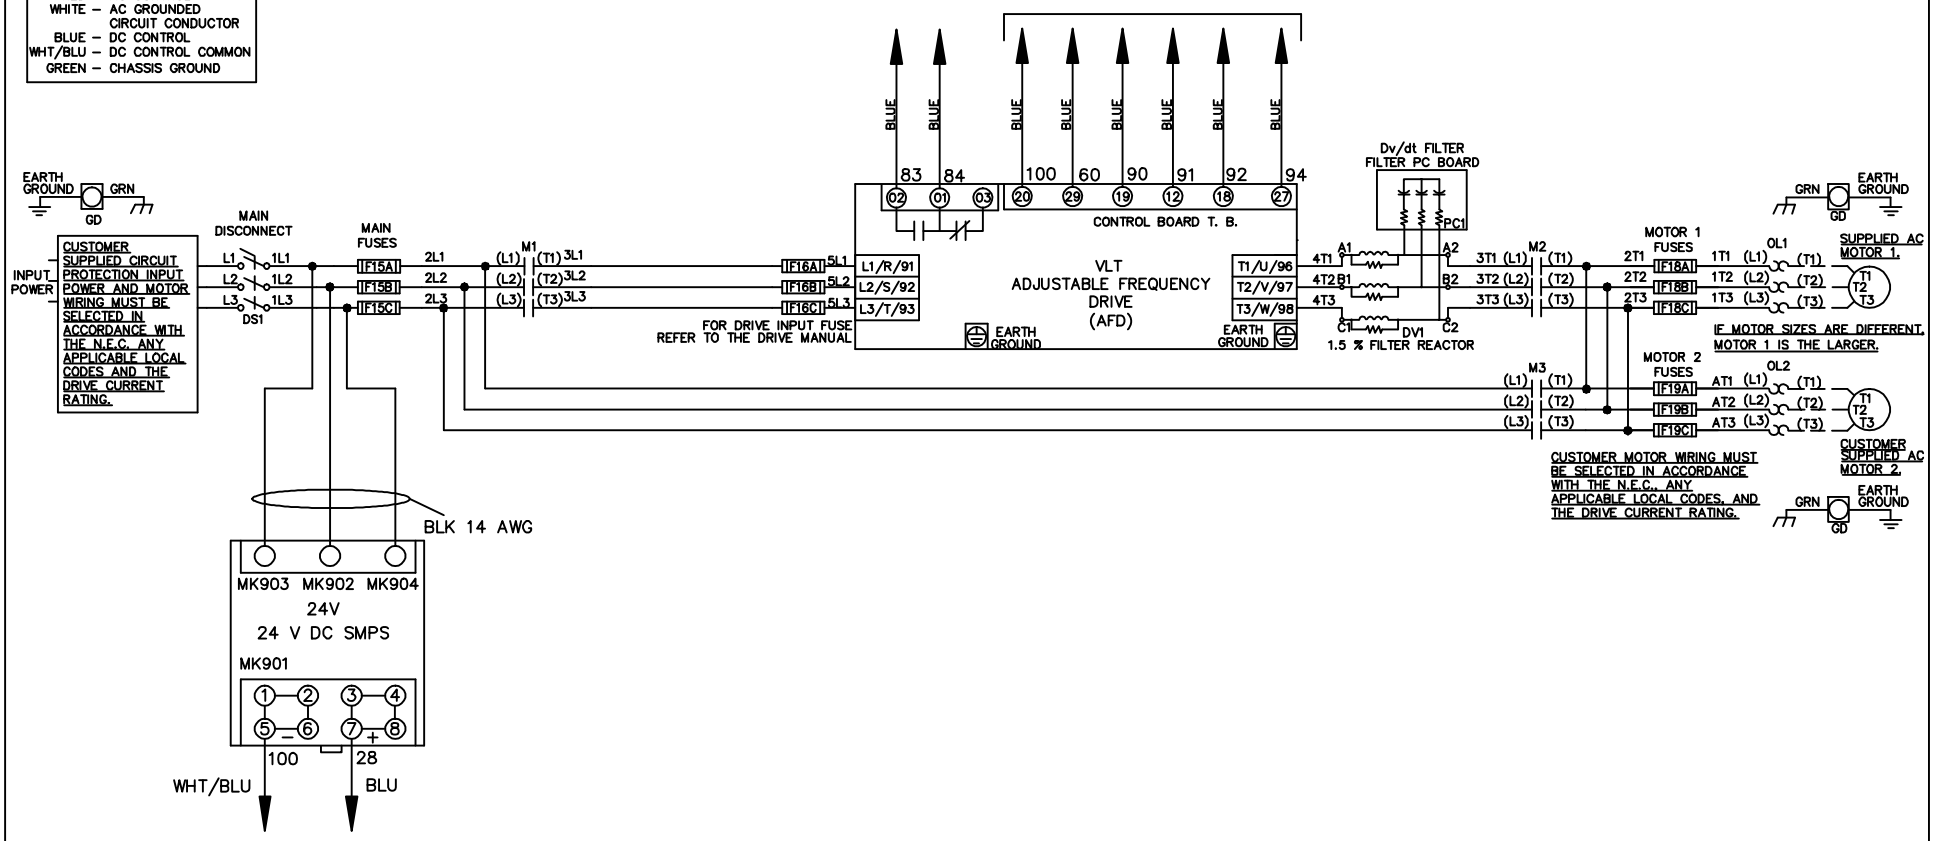 WHITE – AC GROUNDED
CIRCUIT CONDUCTOR
BLUE – DC CONTROL
WHT/BLU – DC CONTROL COMMON
GREEN – CHASSIS GROUND
BLUE BLUE BLUE BLUE BLUE BLUE BLUE BLUE
83 84 100 60 90 91 92 94
02 01 03 20 29 19 12 18 27
CONTROL BOARD T. B.
Dv/dt FILTER
FILTER PC BOARD
PC1
EARTH
GROUND
GRN
GD
MAIN
DISCONNECT
MAIN
FUSES
INPUT
POWER
CUSTOMER
SUPPLIED CIRCUIT
PROTECTION INPUT
POWER AND MOTOR
WIRING MUST BE
SELECTED IN
ACCORDANCE WITH
THE N.E.C. ANY
APPLICABLE LOCAL
CODES AND THE
DRIVE CURRENT
RATING.
L1 1L1 F15A 2L1 (L1) M1 (T1) 3L1 F16A 5L1 L1/R/91
L2 1L2 F15B 2L2 (L2) (T2) 3L2 F16B 5L2 L2/S/92
L3 1L3 F15C 2L3 (L3) (T3) 3L3 F16C 5L3 L3/T/93
DS1
FOR DRIVE INPUT FUSE
REFER TO THE DRIVE MANUAL
VLT
ADJUSTABLE FREQUENCY
DRIVE
(AFD)
EARTH
GROUND
EARTH
GROUND
T1/U/96 4T1 A1 A2 3T1 (L1) M2 (T1) 2T1 F18A 1T1 (L1) OL1 (T1) T1
T2/V/97 4T2 B1 B2 3T2 (L2) (T2) 2T2 F18B 1T2 (L2) (T2) T2
T3/W/98 4T3 C1 C2 3T3 (L3) (T3) 2T3 F18C 1T3 (L3) (T3) T3
DV1
1.5 % FILTER REACTOR
MOTOR 1
FUSES
GRN
EARTH
GROUND
GD
SUPPLIED AC
MOTOR 1.
IF MOTOR SIZES ARE DIFFERENT,
MOTOR 1 IS THE LARGER.
MOTOR 2
FUSES
(L1) M3 (T1) F19A AT1 (L1) OL2 (T1) T1
(L2) (T2) F19B AT2 (L2) (T2) T2
(L3) (T3) F19C AT3 (L3) (T3) T3
CUSTOMER
SUPPLIED AC
MOTOR 2.
CUSTOMER MOTOR WIRING MUST
BE SELECTED IN ACCORDANCE
WITH THE N.E.C., ANY
APPLICABLE LOCAL CODES, AND
THE DRIVE CURRENT RATING.
GRN
EARTH
GROUND
GD
BLK 14 AWG
MK903 MK902 MK904
24V
24 V DC SMPS
MK901
1 2 3 4
5 6 7 8
– +
100 28
WHT/BLU BLU